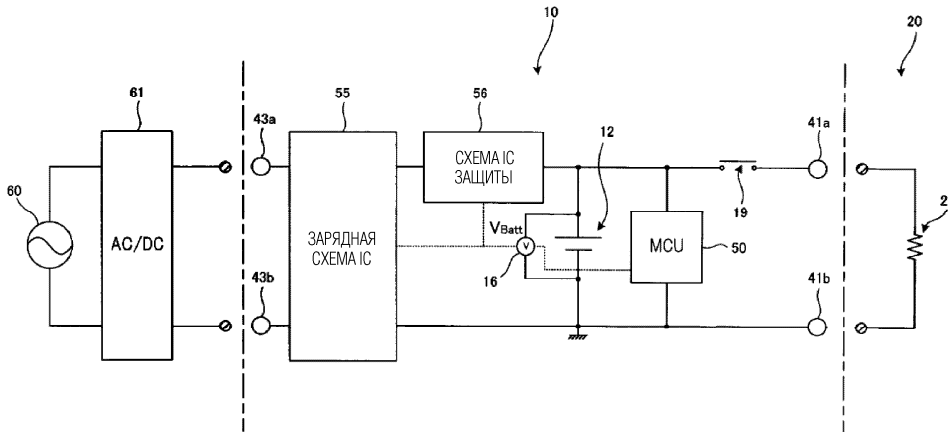 10
20
61
55
56
43a
12
41a
СХЕМА IC
ЗАЩИТЫ
60
AC/DC
ЗАРЯДНАЯ
СХЕМА IC
VBatt
V
16
19
MCU
50
2
43b
41b